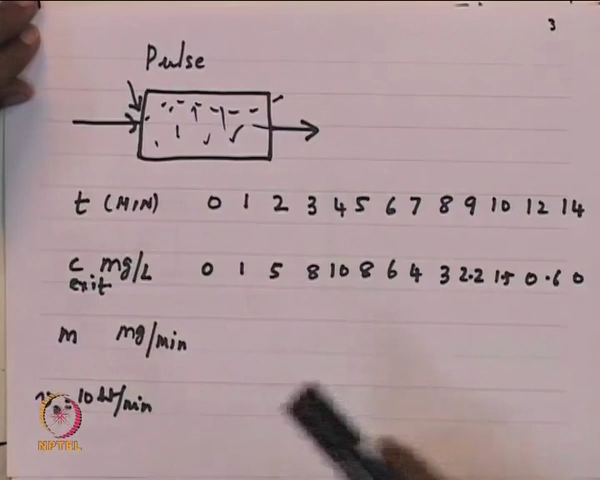 3
Pulse
t (MIN) 0 1 2 3 4 5 6 7 8 9 10 12 14
c mg/L 0 1 5 8 10 8 6 4 3 2.2 1.5 0.6 0
exit
m mg/min
10 lit/min
NPTEL